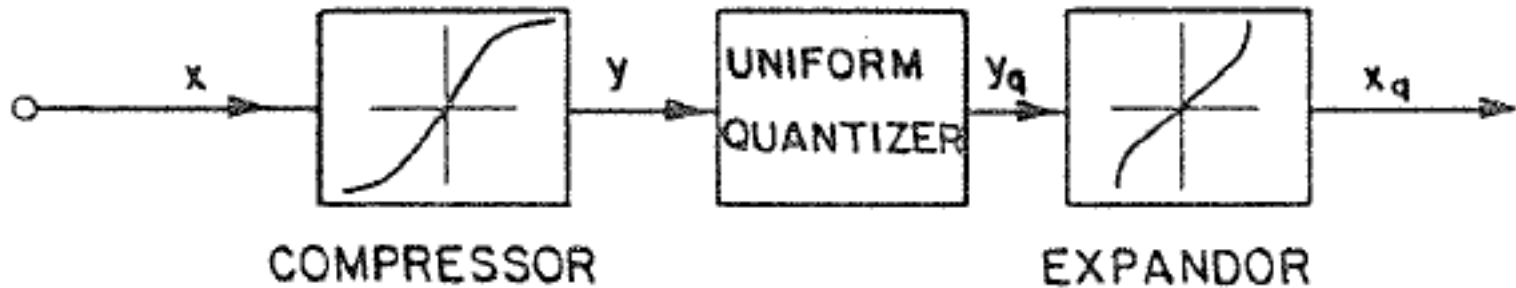 x
y
UNIFORM
QUANTIZER
yq
xq
COMPRESSOR
EXPANDOR